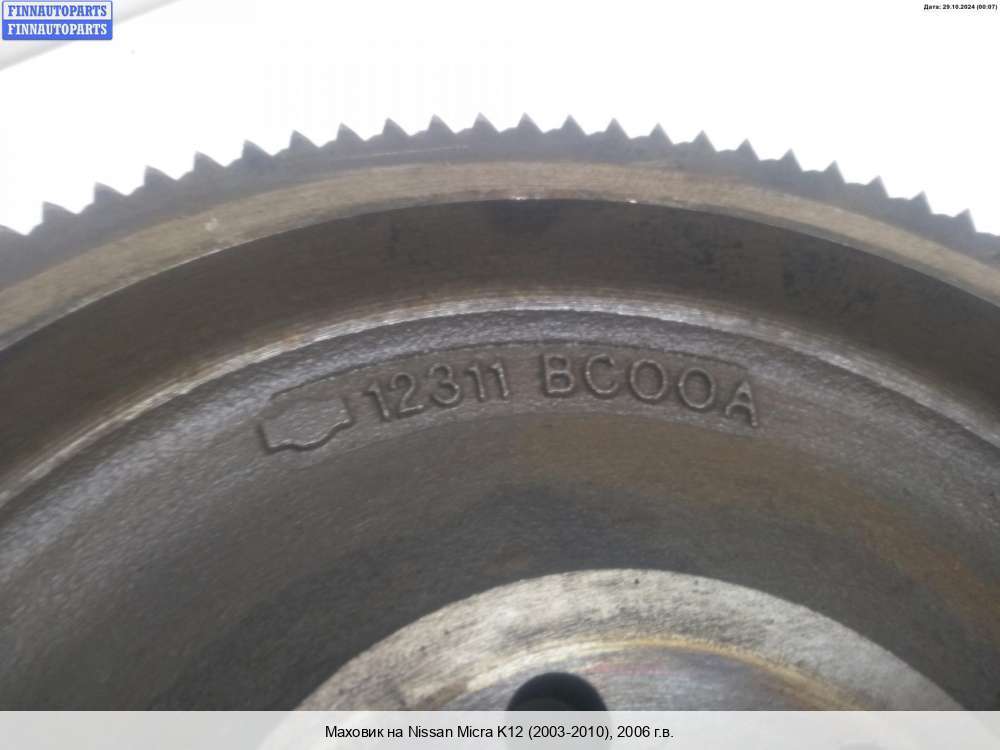 FINNAUTOPARTS
FINNAUTOPARTS
Дата: 29.10.2024 (00:07)
12311 BC00A
Маховик на Nissan Micra K12 (2003-2010), 2006 г.в.